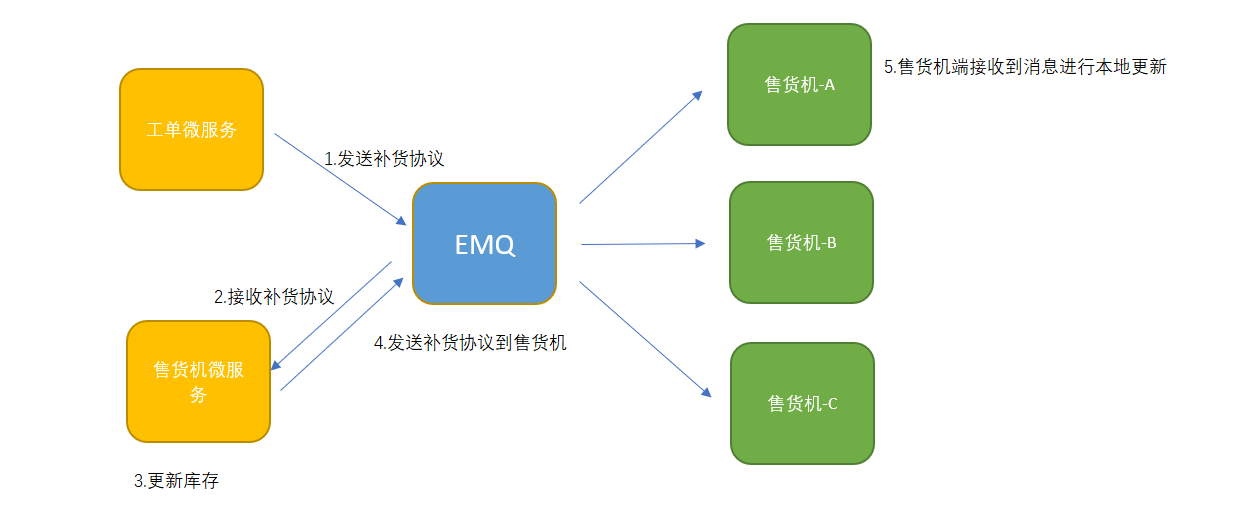 工单微服务
1.发送补货协议
EMQ
2.接收补货协议
售货机微服
务
3.更新库存
4.发送补货协议到售货机
售货机-A
5.售货机端接收到消息进行本地更新
售货机-B
售货机-C